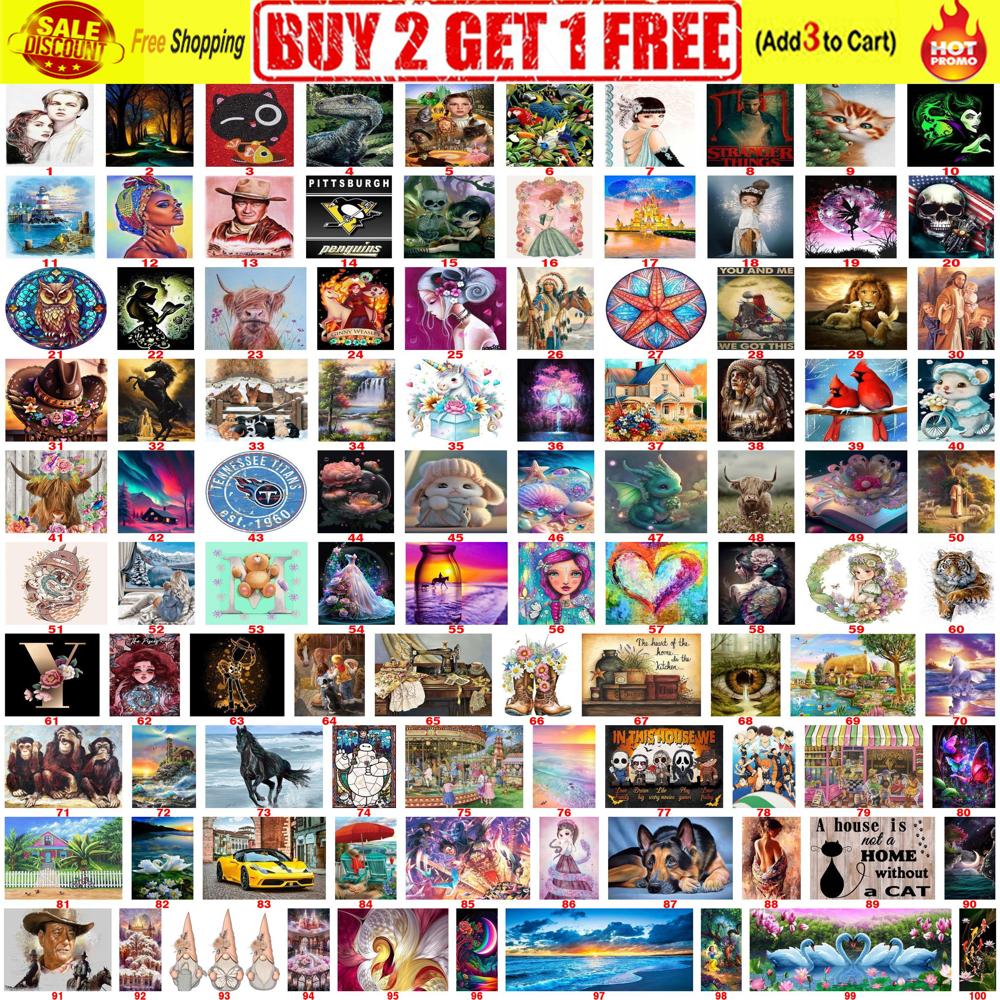 SALE
DISCOUNT
Free Shopping
BUY 2 GET 1 FREE
(Add 3 to Cart)
HOT
PROMO
STRANGER
THINGS
1 2 3 4 5 6 7 8 9 10
PITTSBURGH
penguins
11 12 13 14 15 16 17 18 19 20
YOU AND ME
WE GOT THIS
21 22 23 24 25 26 27 28 29 30
31 32 33 34 35 36 37 38 39 40
TENNESSEE TITANS
est. 1960
41 42 43 44 45 46 47 48 49 50
51 52 53 54 55 56 57 58 59 60
Y
The heart of the
home is the
kitchen...
61 62 63 64 65 66 67 68 69 70
IN THIS HOUSE WE
71 72 73 74 75 76 77 78 79 80
A house is
not a
HOME
without
a CAT
81 82 83 84 85 86 87 88 89 90
91 92 93 94 95 96 97 98 99 100